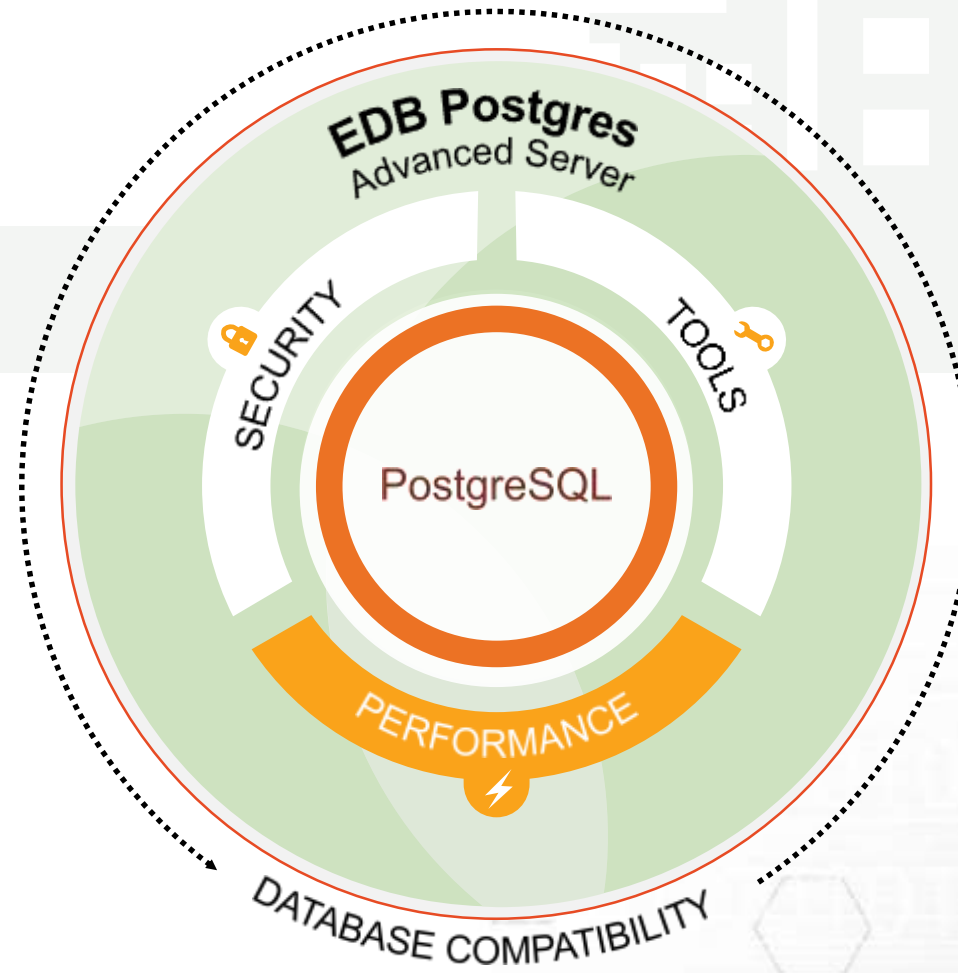 EDB Postgres
Advanced Server
SECURITY
TOOLS
PostgreSQL
PERFORMANCE
DATABASE COMPATIBILITY